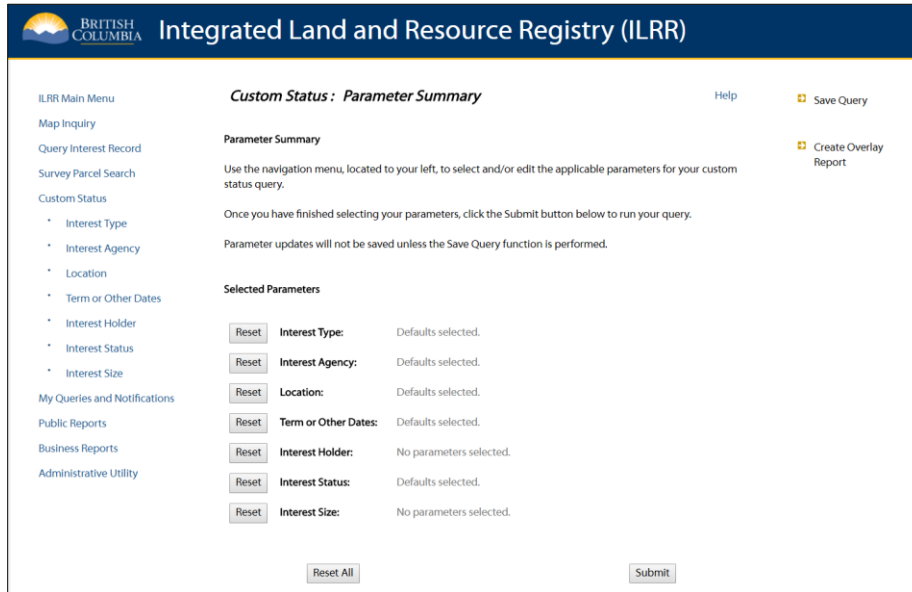 BRITISH
COLUMBIA
Integrated Land and Resource Registry (ILRR)
ILRR Main Menu
Map Inquiry
Query Interest Record
Survey Parcel Search
Custom Status
Interest Type
Interest Agency
Location
Term or Other Dates
Interest Holder
Interest Status
Interest Size
My Queries and Notifications
Public Reports
Business Reports
Administrative Utility
Custom Status : Parameter Summary
Help
Parameter Summary
Use the navigation menu, located to your left, to select and/or edit the applicable parameters for your custom
status query.
Once you have finished selecting your parameters, click the Submit button below to run your query.
Parameter updates will not be saved unless the Save Query function is performed.
Selected Parameters
Reset Interest Type: Defaults selected.
Reset Interest Agency: Defaults selected.
Reset Location: Defaults selected.
Reset Term or Other Dates: Defaults selected.
Reset Interest Holder: No parameters selected.
Reset Interest Status: Defaults selected.
Reset Interest Size: No parameters selected.
Reset All
Submit
Save Query
Create Overlay
Report